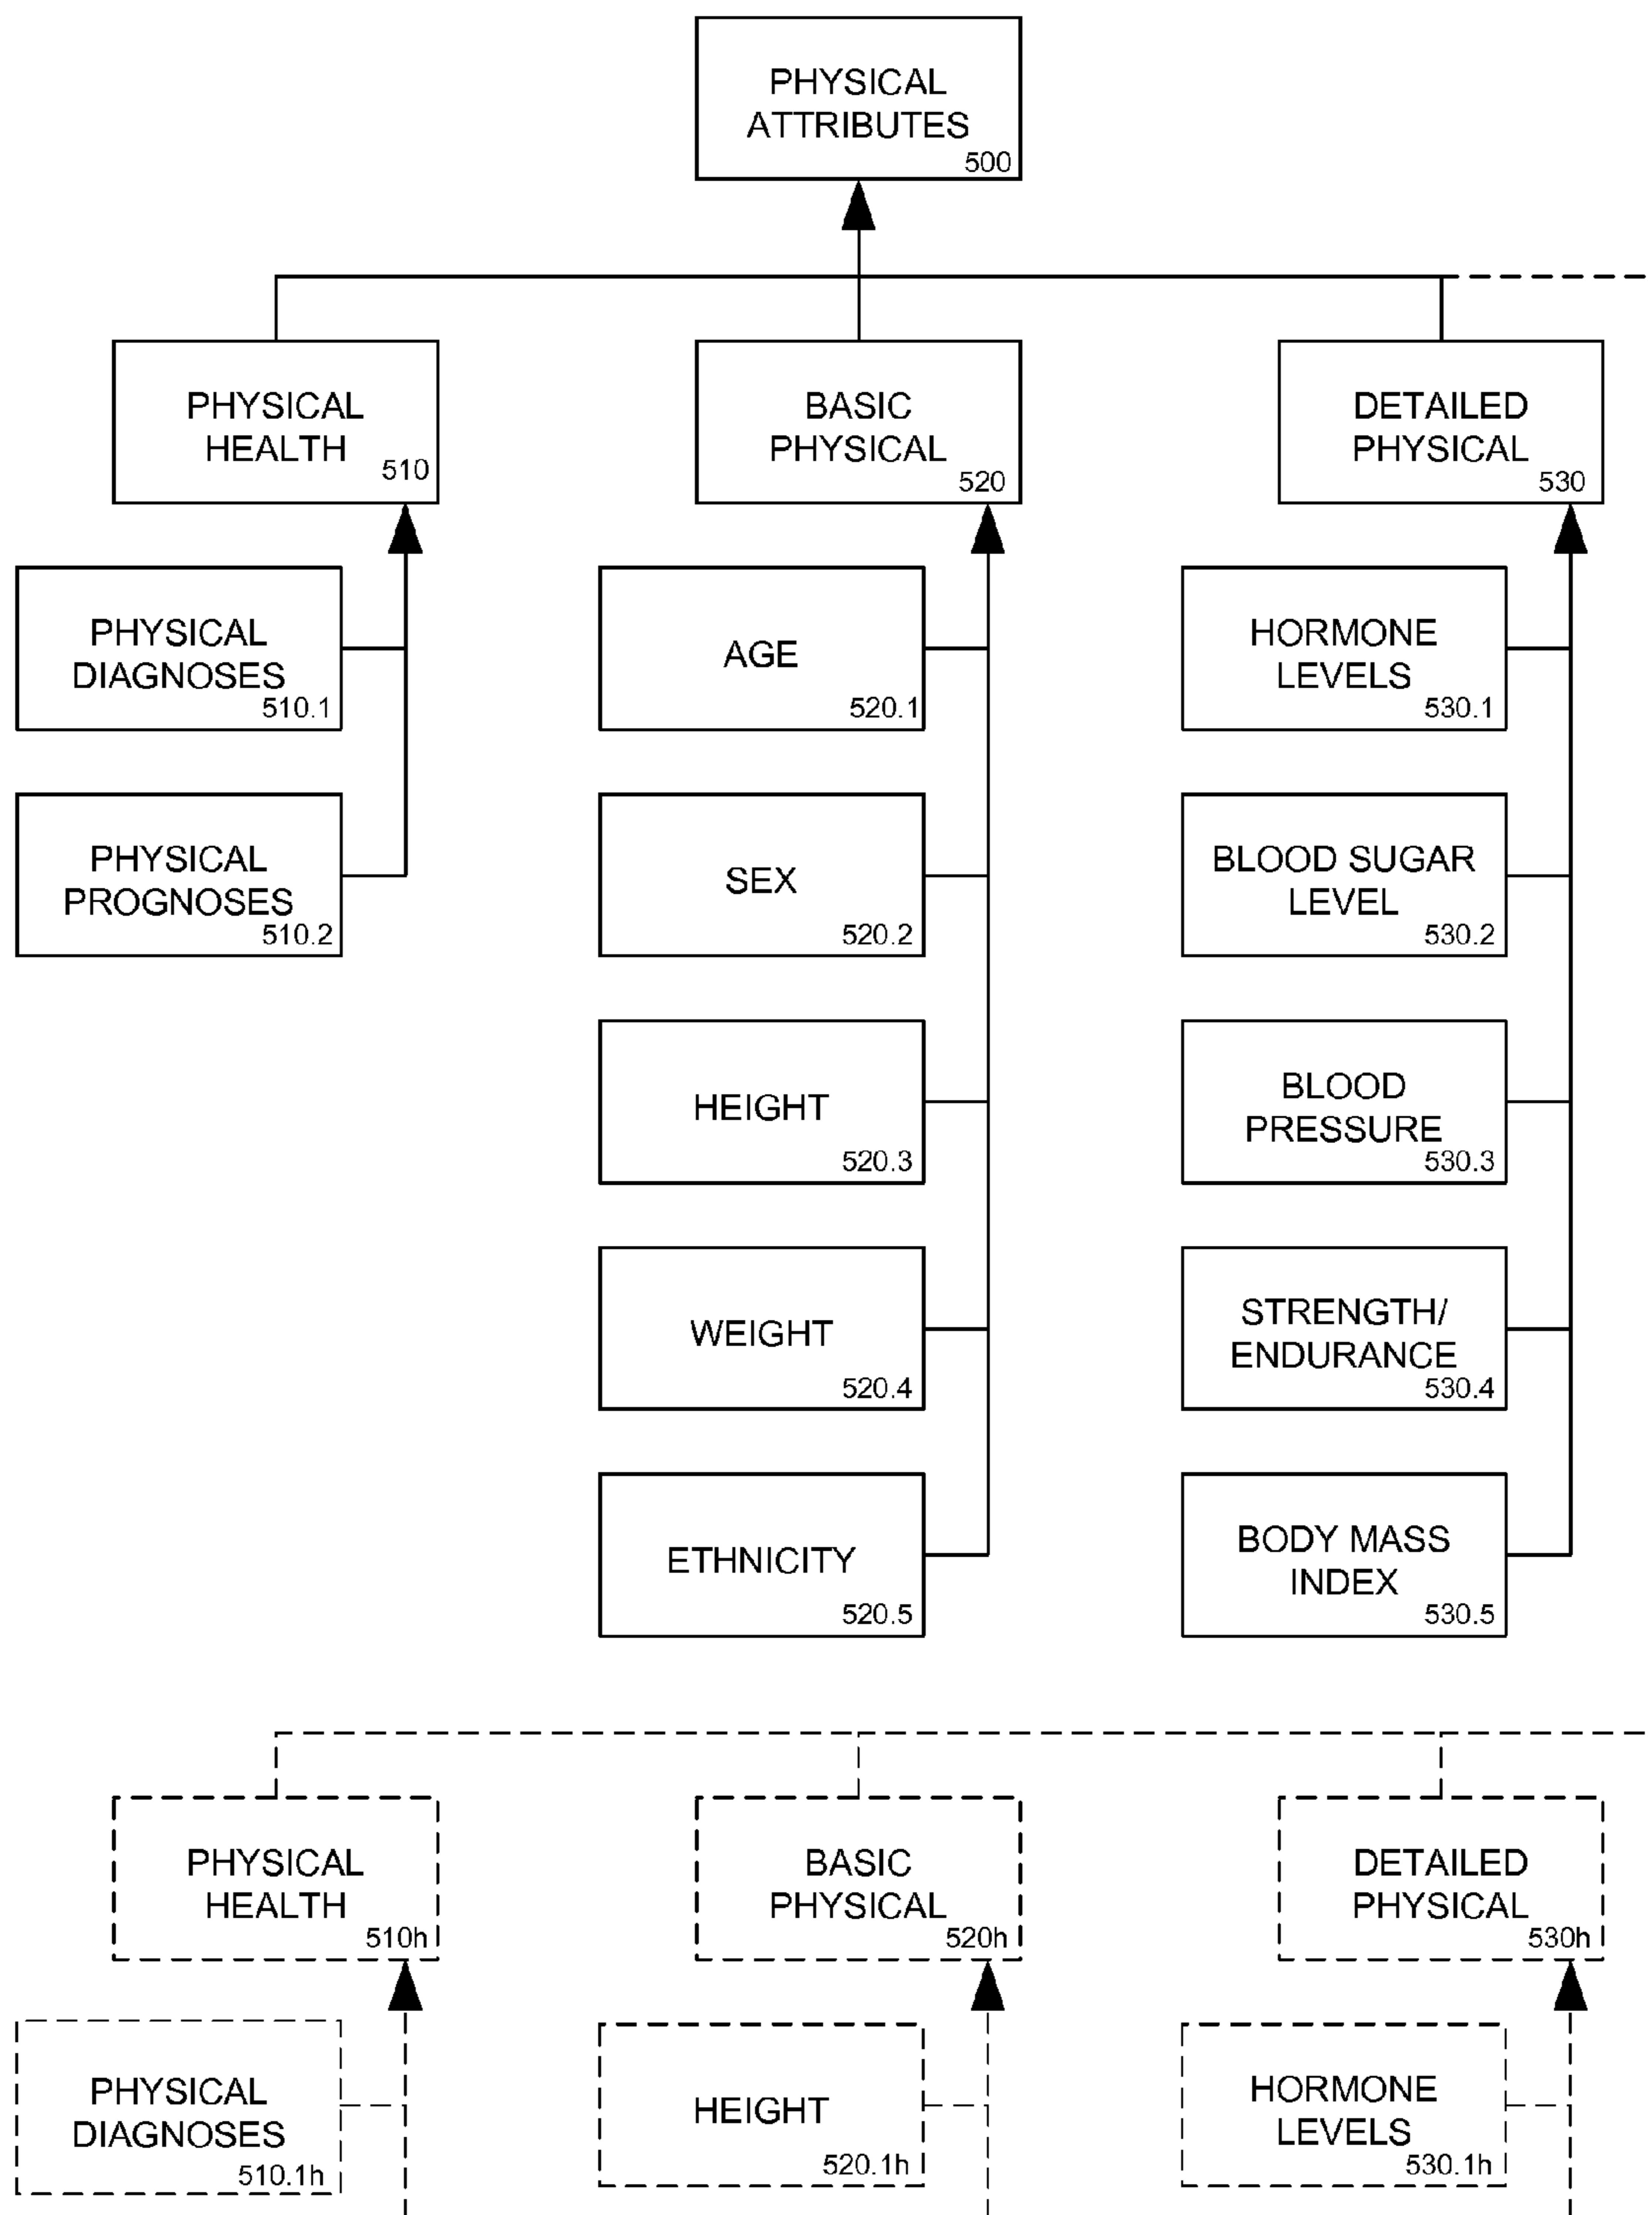 PHYSICAL
ATTRIBUTES
500
PHYSICAL
HEALTH
510
BASIC
PHYSICAL
520
DETAILED
PHYSICAL
530
PHYSICAL
DIAGNOSES
510.1
AGE
520.1
HORMONE
LEVELS
530.1
PHYSICAL
PROGNOSES
510.2
SEX
520.2
BLOOD SUGAR
LEVEL
530.2
HEIGHT
520.3
BLOOD
PRESSURE
530.3
WEIGHT
520.4
STRENGTH/
ENDURANCE
530.4
ETHNICITY
520.5
BODY MASS
INDEX
530.5
PHYSICAL
HEALTH
510h
BASIC
PHYSICAL
520h
DETAILED
PHYSICAL
530h
PHYSICAL
DIAGNOSES
510.1h
HEIGHT
520.1h
HORMONE
LEVELS
530.1h